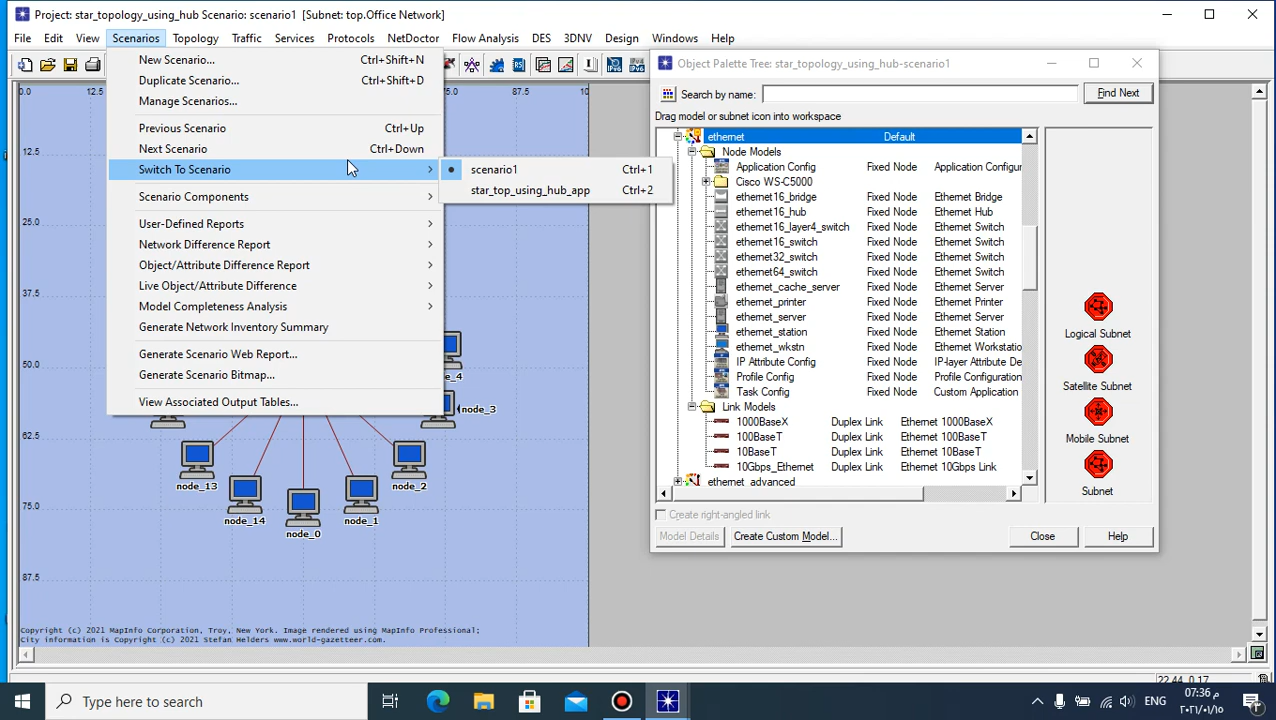 Project: star_topology_using_hub Scenario: scenario1 [Subnet: top.Office Network]
File Edit View Scenarios Topology Traffic Services Protocols NetDoctor Flow Analysis DES 3DNV Design Windows Help
New Scenario... Ctrl+Shift+N
Duplicate Scenario... Ctrl+Shift+D
Manage Scenarios...
Previous Scenario Ctrl+Up
Next Scenario Ctrl+Down
Switch To Scenario
Scenario Components
User-Defined Reports
Network Difference Report
Object/Attribute Difference Report
Live Object/Attribute Difference
Model Completeness Analysis
Generate Network Inventory Summary
Generate Scenario Web Report...
Generate Scenario Bitmap...
View Associated Output Tables...
scenario1 Ctrl+1
star_top_using_hub_app Ctrl+2
0.0 12.5 75.0 87.5 10
12.5
25.0
37.5
50.0
62.5
75.0
87.5
_4
node_3
node_13
node_2
node_14
node_1
node_0
Copyright (c) 2021 MapInfo Corporation, Troy, New York. Image rendered using MapInfo Professional;
City information is Copyright (c) 2021 Stefan Helders www.world-gazetteer.com.
Object Palette Tree: star_topology_using_hub-scenario1
Search by name: Find Next
Drag model or subnet icon into workspace
ethernet Default
Node Models
Application Config Fixed Node Ethernet Default
Cisco WS-C5000
ethernet16_bridge Fixed Node Ethernet Bridge
ethernet16_hub Fixed Node Ethernet Hub
ethernet16_layer4_switch Fixed Node Ethernet Switch
ethernet16_switch Fixed Node Ethernet Switch
ethernet32_switch Fixed Node Ethernet Switch
ethernet64_switch Fixed Node Ethernet Switch
ethernet_cache_server Fixed Node Ethernet Server
ethernet_printer Fixed Node Ethernet Printer
ethernet_server Fixed Node Ethernet Server
ethernet_station Fixed Node Ethernet Station
ethernet_wkstn Fixed Node Ethernet Workstatio
IP Attribute Config Fixed Node IP-layer Attribute De
Profile Config Fixed Node Profile Configuration
Task Config Fixed Node Custom Application
Link Models
1000BaseX Duplex Link Ethernet 1000BaseX
100BaseT Duplex Link Ethernet 100BaseT
10BaseT Duplex Link Ethernet 10BaseT
10Gbps_Ethernet Duplex Link Ethernet 10Gbps Link
ethernet_advanced
Logical Subnet
Satellite Subnet
Mobile Subnet
Subnet
Create right-angled link
Model Details Create Custom Model... Close Help
22.44, 0.17
Type here to search
ENG
07:36 م
٢٠٢١/٠١/١٥